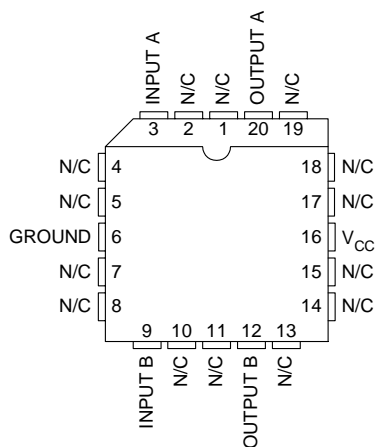 INPUT A
N/C
N/C
OUTPUT A
N/C
3 2 1 20 19
N/C 4 18 N/C
N/C 5 17 N/C
GROUND 6 16 VCC
N/C 7 15 N/C
N/C 8 14 N/C
9 10 11 12 13
INPUT B
N/C
N/C
OUTPUT B
N/C